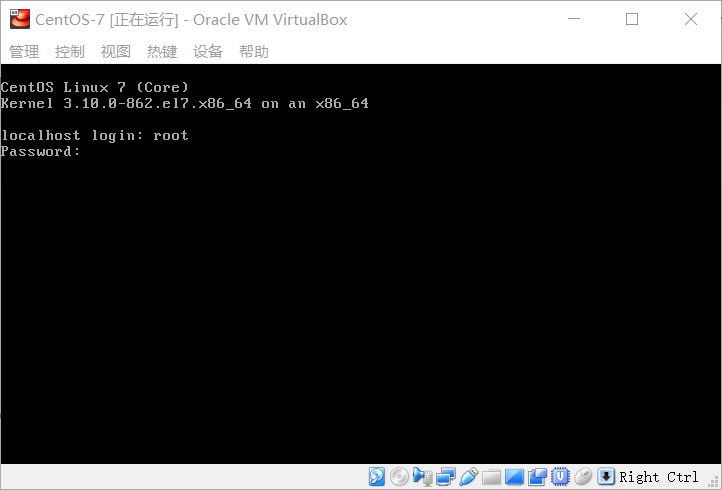 CentOS-7 [正在运行] - Oracle VM VirtualBox
管理 控制 视图 热键 设备 帮助
CentOS Linux 7 (Core)
Kernel 3.10.0-862.el7.x86_64 on an x86_64
localhost login: root
Password:
Right Ctrl